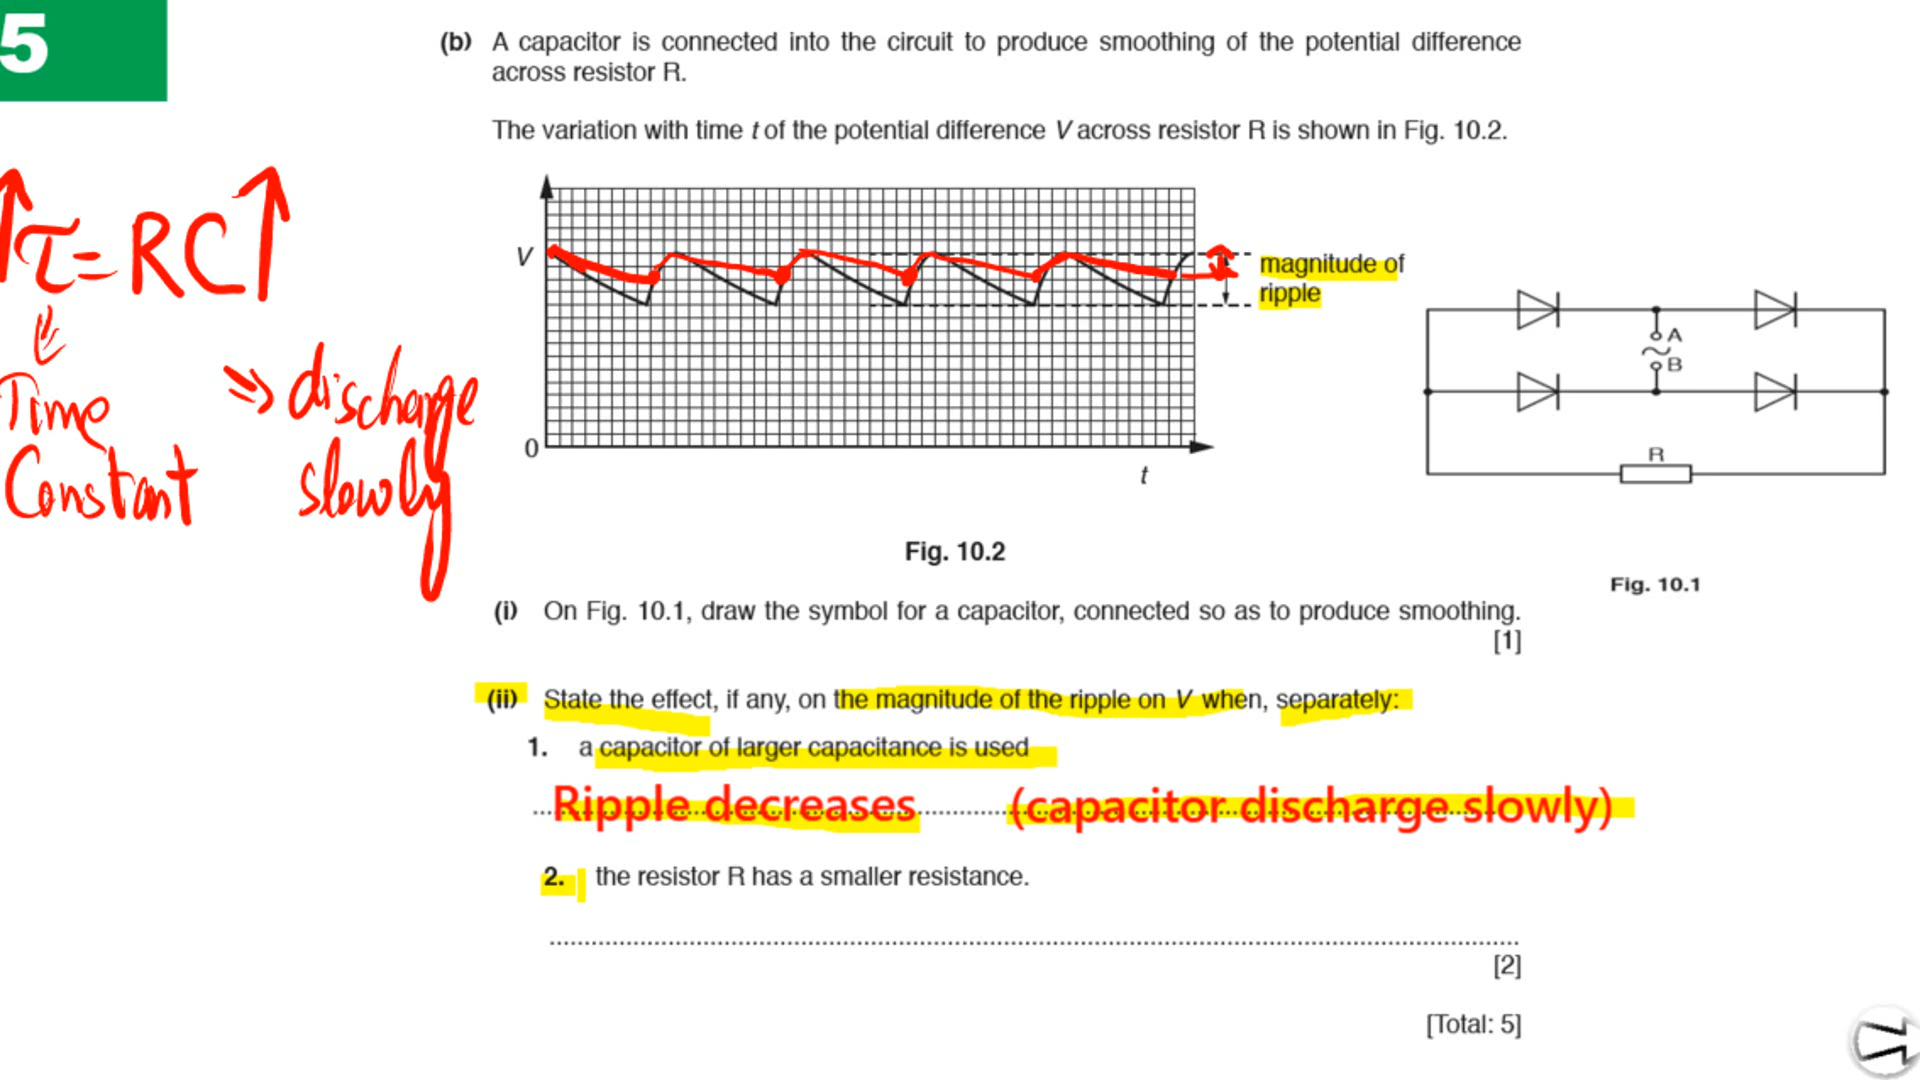 5
(b) A capacitor is connected into the circuit to produce smoothing of the potential difference
across resistor R.
The variation with time t of the potential difference V across resistor R is shown in Fig. 10.2.
V
0
t
magnitude of
ripple
Fig. 10.2
τ = RC
Time
Constant
⇒ discharge
slowly
A
~
B
R
Fig. 10.1
(i) On Fig. 10.1, draw the symbol for a capacitor, connected so as to produce smoothing.
[1]
(ii) State the effect, if any, on the magnitude of the ripple on V when, separately:
1. a capacitor of larger capacitance is used
Ripple decreases (capacitor discharge slowly)
2. the resistor R has a smaller resistance.
[2]
[Total: 5]